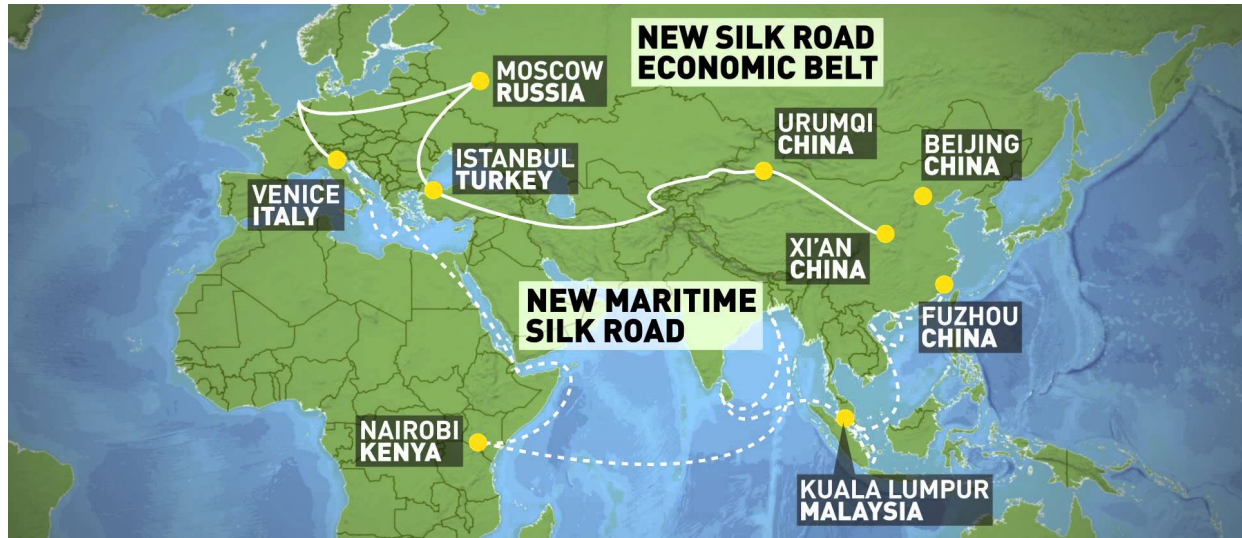 NEW SILK ROAD
ECONOMIC BELT
MOSCOW
RUSSIA
URUMQI
CHINA
BEIJING
CHINA
ISTANBUL
TURKEY
VENICE
ITALY
XI'AN
CHINA
NEW MARITIME
SILK ROAD
FUZHOU
CHINA
NAIROBI
KENYA
KUALA LUMPUR
MALAYSIA